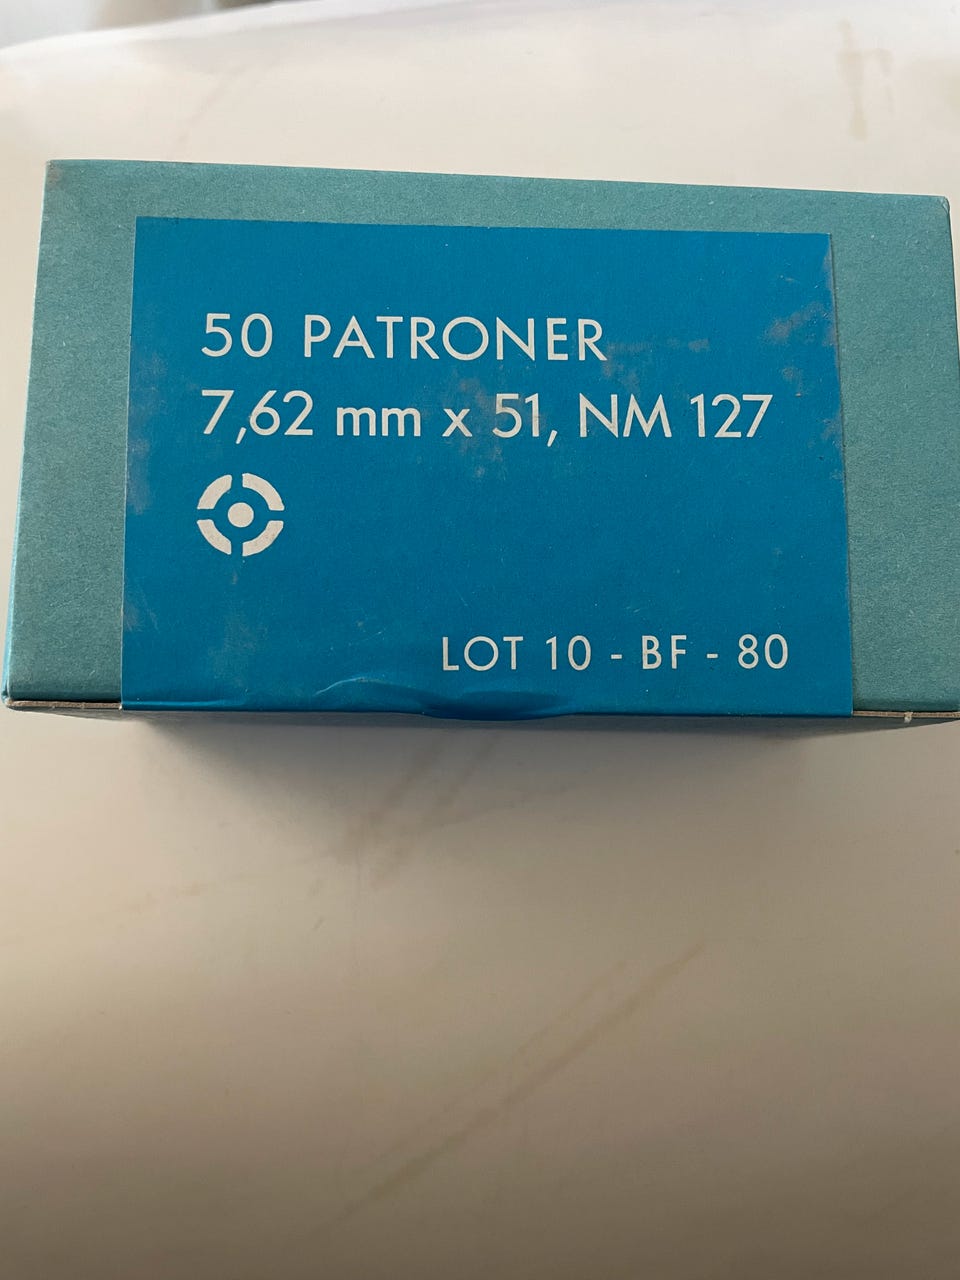 50 PATRONER
7,62 mm x 51, NM 127
LOT 10 - BF - 80